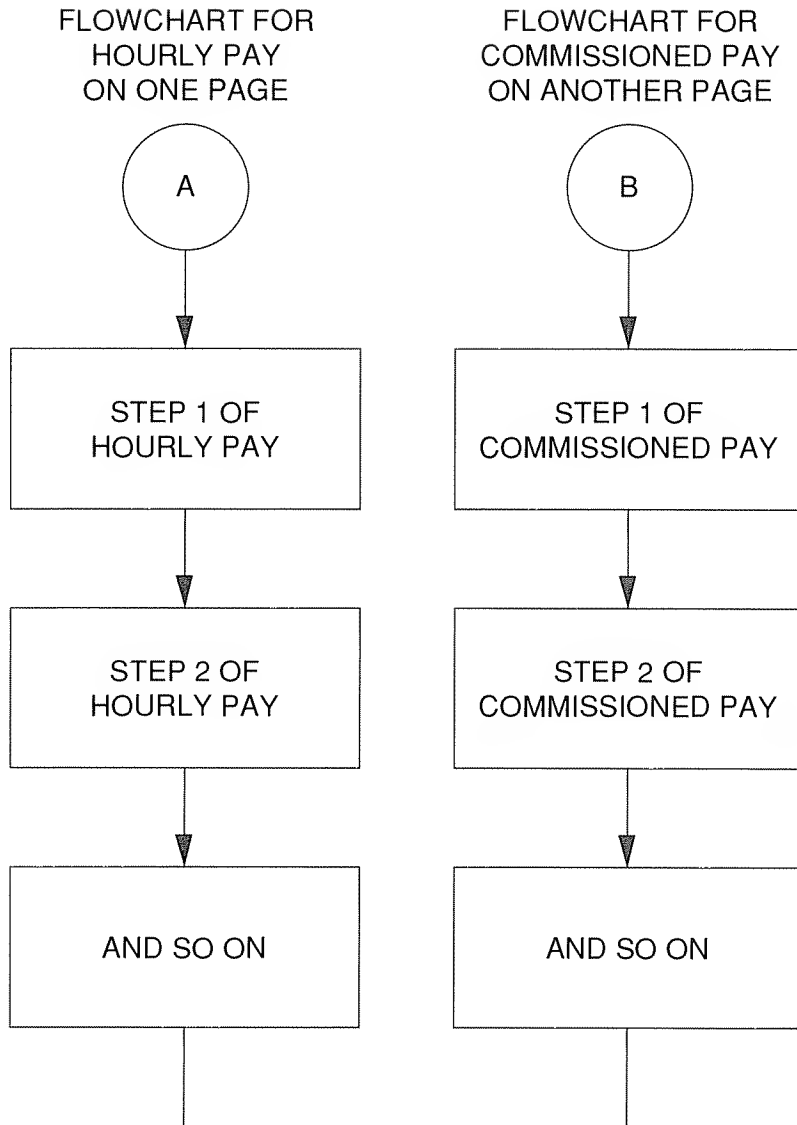 FLOWCHART FOR
HOURLY PAY
ON ONE PAGE
A
STEP 1 OF
HOURLY PAY
STEP 2 OF
HOURLY PAY
AND SO ON
FLOWCHART FOR
COMMISSIONED PAY
ON ANOTHER PAGE
B
STEP 1 OF
COMMISSIONED PAY
STEP 2 OF
COMMISSIONED PAY
AND SO ON